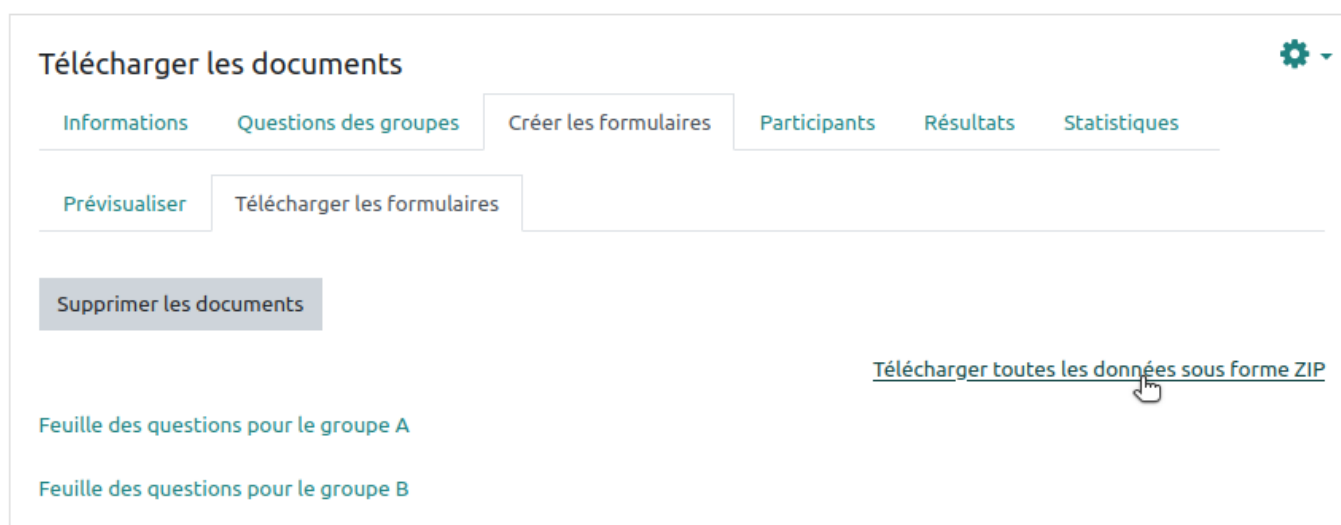 Télécharger les documents
Informations Questions des groupes Créer les formulaires Participants Résultats Statistiques
Prévisualiser Télécharger les formulaires
Supprimer les documents
Télécharger toutes les données sous forme ZIP
Feuille des questions pour le groupe A
Feuille des questions pour le groupe B